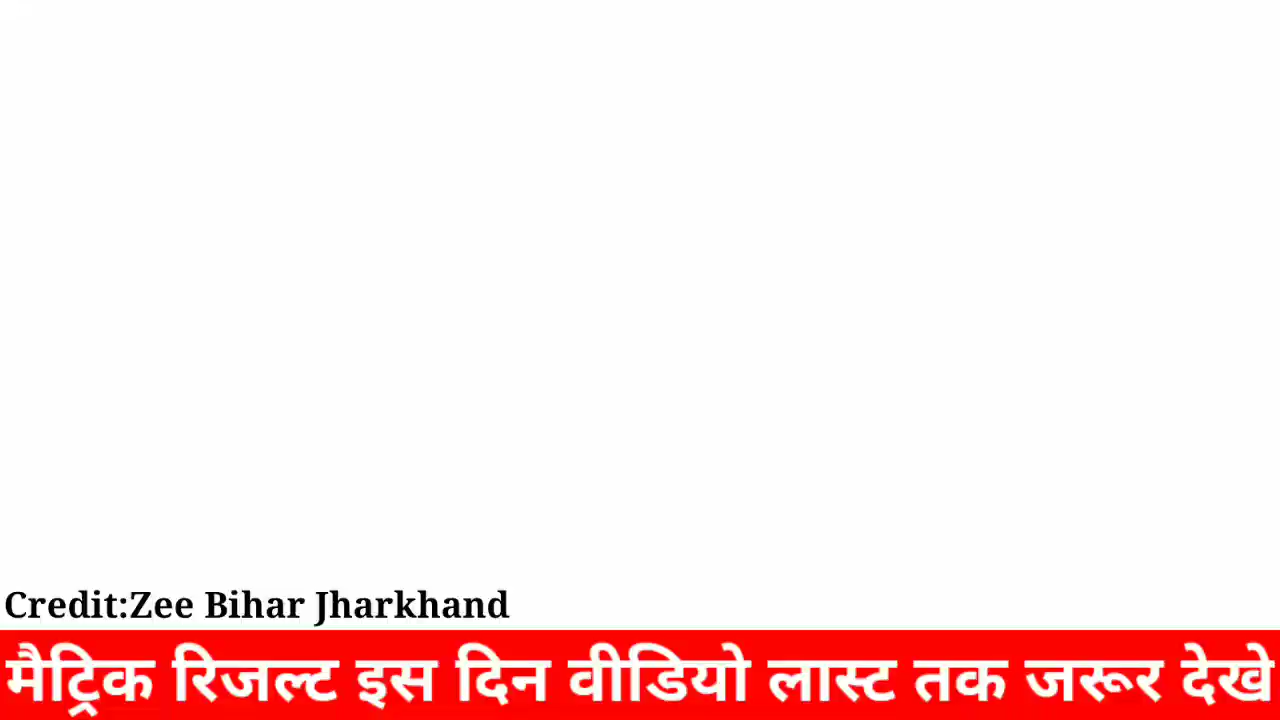 Credit:Zee Bihar Jharkhand
मैट्रिक रिजल्ट इस दिन वीडियो लास्ट तक जरूर देखे